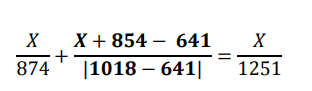 X/874 + (X + 854 − 641)/|1018 − 641| = X/1251